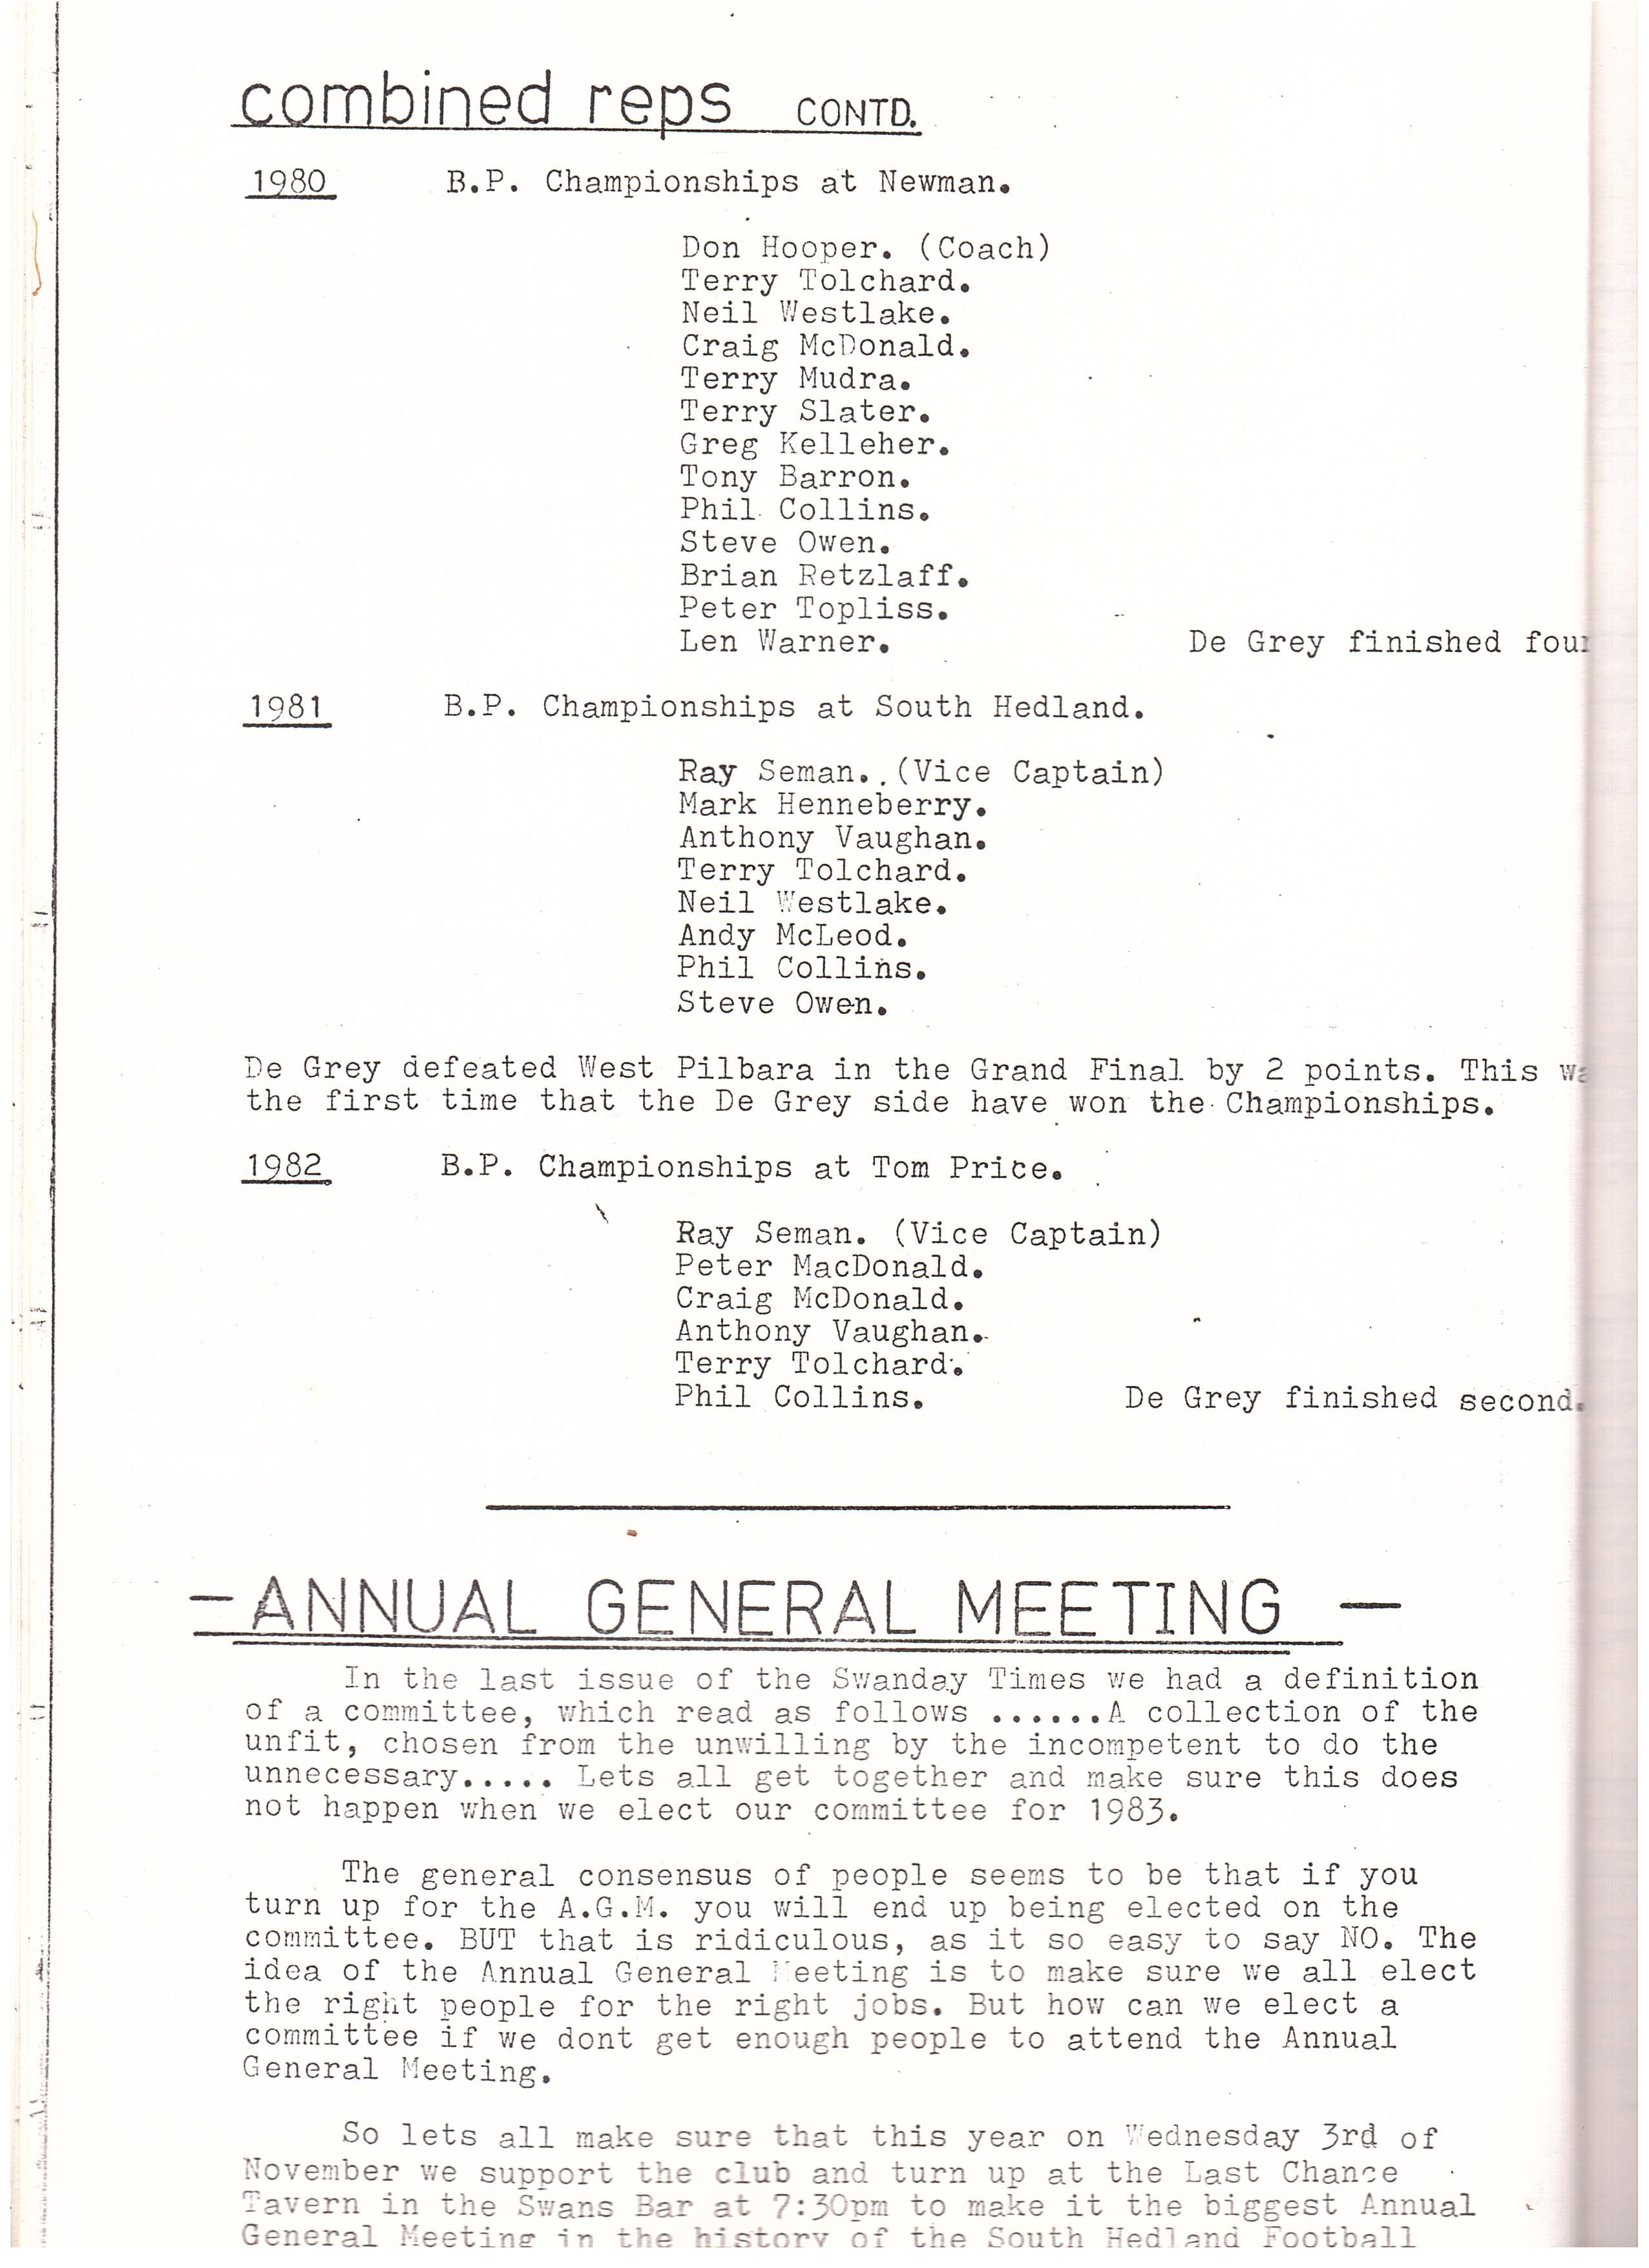 combined reps CONTD.
1980 B.P. Championships at Newman.
Don Hooper. (Coach)
Terry Tolchard.
Neil Westlake.
Craig McDonald.
Terry Mudra.
Terry Slater.
Greg Kelleher.
Tony Barron.
Phil Collins.
Steve Owen.
Brian Retzlaff.
Peter Topliss.
Len Warner. De Grey finished four
1981 B.P. Championships at South Hedland.
Ray Seman. (Vice Captain)
Mark Henneberry.
Anthony Vaughan.
Terry Tolchard.
Neil Westlake.
Andy McLeod.
Phil Collins.
Steve Owen.
De Grey defeated West Pilbara in the Grand Final by 2 points. This wa
the first time that the De Grey side have won the Championships.
1982 B.P. Championships at Tom Price.
Ray Seman. (Vice Captain)
Peter MacDonald.
Craig McDonald.
Anthony Vaughan.
Terry Tolchard.
Phil Collins. De Grey finished second.
- ANNUAL GENERAL MEETING -
In the last issue of the Swanday Times we had a definition
of a committee, which read as follows ......A collection of the
unfit, chosen from the unwilling by the incompetent to do the
unnecessary..... Lets all get together and make sure this does
not happen when we elect our committee for 1983.
The general consensus of people seems to be that if you
turn up for the A.G.M. you will end up being elected on the
committee. BUT that is ridiculous, as it so easy to say NO. The
idea of the Annual General Meeting is to make sure we all elect
the right people for the right jobs. But how can we elect a
committee if we dont get enough people to attend the Annual
General Meeting.
So lets all make sure that this year on Wednesday 3rd of
November we support the club and turn up at the Last Chance
Tavern in the Swans Bar at 7:30pm to make it the biggest Annual
General Meeting in the history of the South Hedland Football